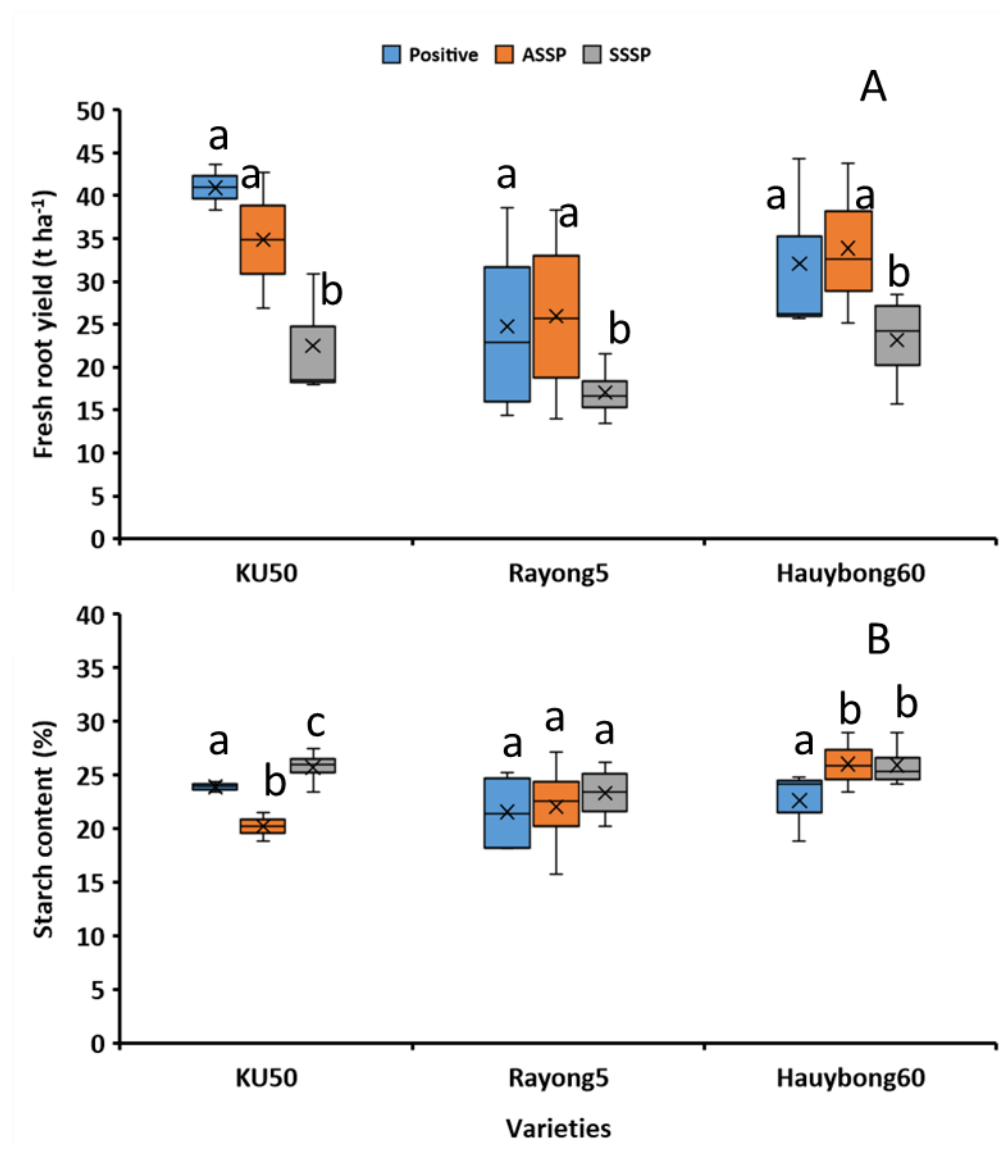 Positive ASSP SSSP
A
Fresh root yield (t ha-1)
50
45
40
35
30
25
20
15
10
5
0
a
a
b
a
a
b
a
a
b
KU50 Rayong5 Hauybong60
B
Starch content (%)
40
35
30
25
20
15
10
5
0
a
b
c
a
a
a
a
b
b
KU50 Rayong5 Hauybong60
Varieties